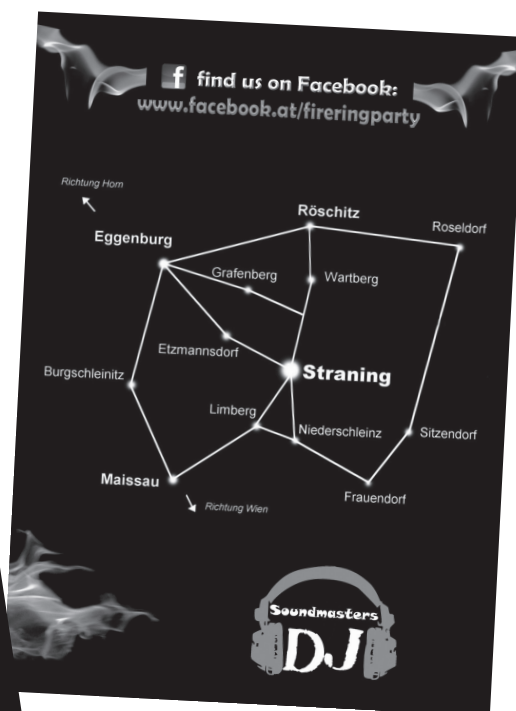 f find us on Facebook:
www.facebook.at/fireringparty
Richtung Horn
Röschitz
Roseldorf
Eggenburg
Grafenberg
Wartberg
Etzmannsdorf
Burgschleinitz
Straning
Limberg
Niederschleinz
Sitzendorf
Maissau
Frauendorf
Richtung Wien
Soundmasters
DJ